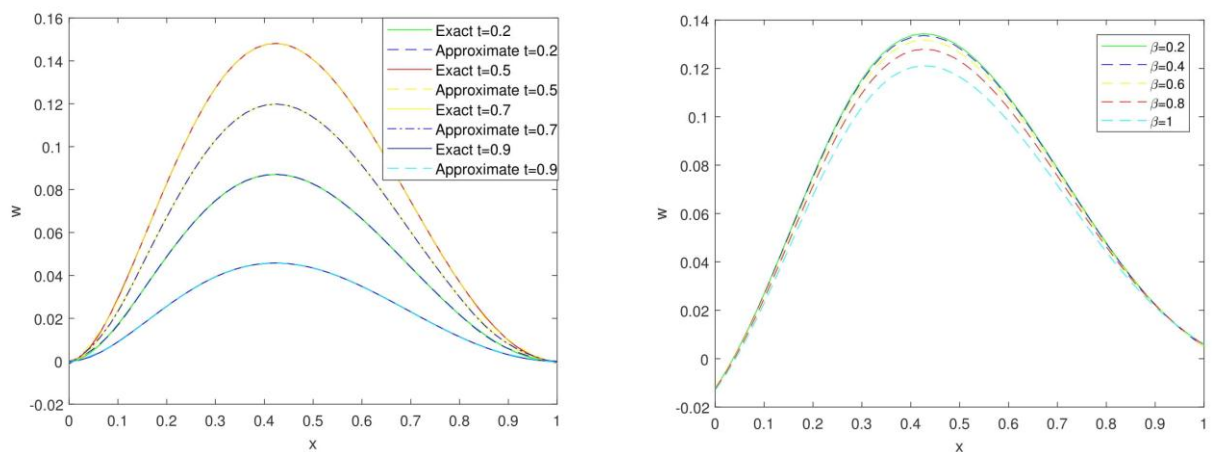 0.16
0.14
0.12
0.1
0.08
0.06
0.04
0.02
0
-0.02
w
0 0.1 0.2 0.3 0.4 0.5 0.6 0.7 0.8 0.9 1
x
Exact t=0.2
Approximate t=0.2
Exact t=0.5
Approximate t=0.5
Exact t=0.7
Approximate t=0.7
Exact t=0.9
Approximate t=0.9
0.14
0.12
0.1
0.08
0.06
0.04
0.02
0
-0.02
w
0 0.1 0.2 0.3 0.4 0.5 0.6 0.7 0.8 0.9 1
x
β=0.2
β=0.4
β=0.6
β=0.8
β=1